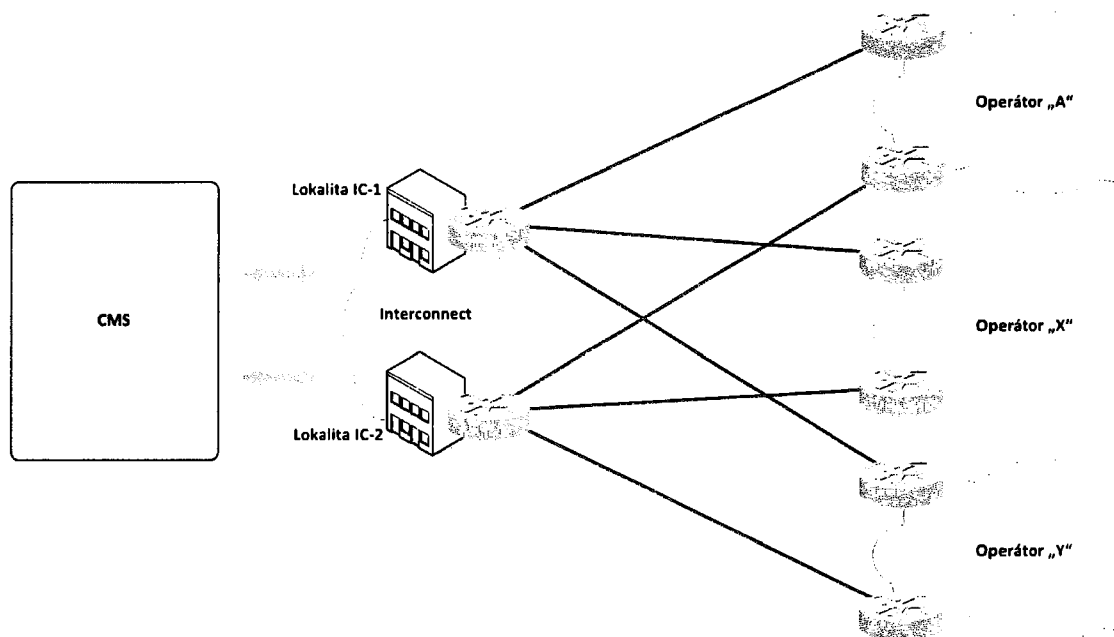 Operátor „A“
Lokalita IC-1
CMS
Interconnect
Operátor „X“
Lokalita IC-2
Operátor „Y“